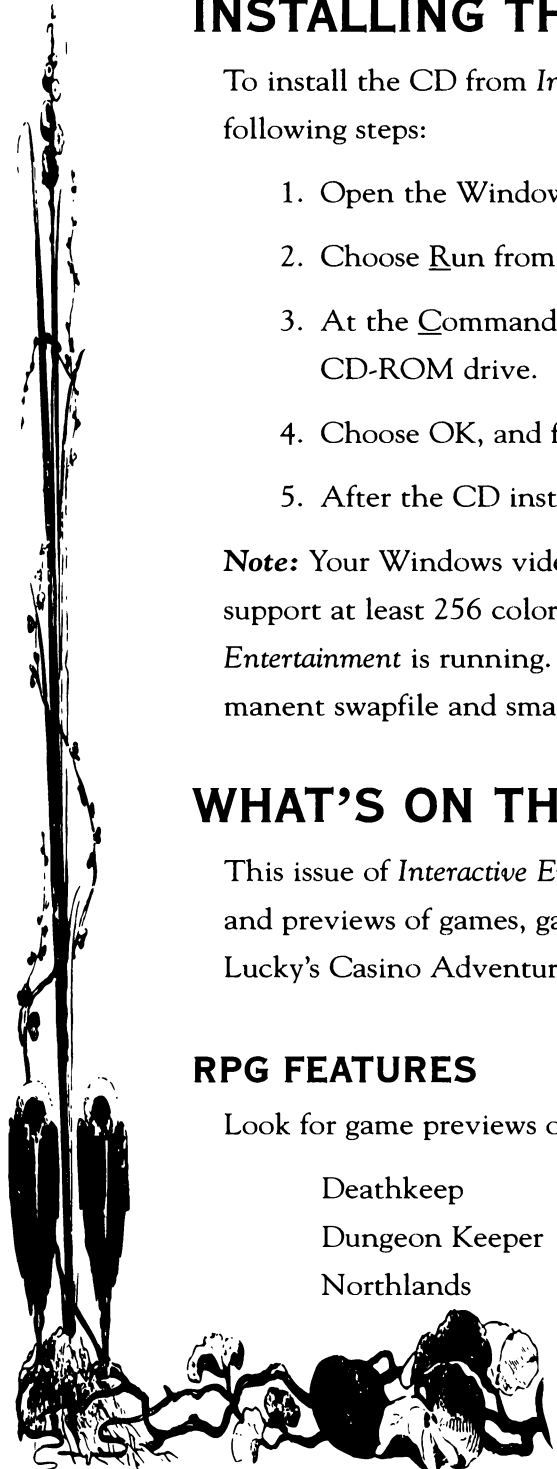 INSTALLING TH
To install the CD from In
following steps:
1. Open the Window
2. Choose Run from
3. At the Command
CD-ROM drive.
4. Choose OK, and f
5. After the CD inst
Note: Your Windows vide
support at least 256 color
Entertainment is running.
manent swapfile and sma
WHAT'S ON TH
This issue of Interactive E
and previews of games, ga
Lucky's Casino Adventur
RPG FEATURES
Look for game previews o
Deathkeep
Dungeon Keeper
Northlands